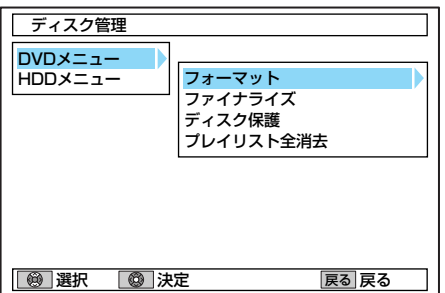 ディスク管理
DVDメニュー
HDDメニュー
フォーマット
ファイナライズ
ディスク保護
プレイリスト全消去
選択 決定 戻る 戻る